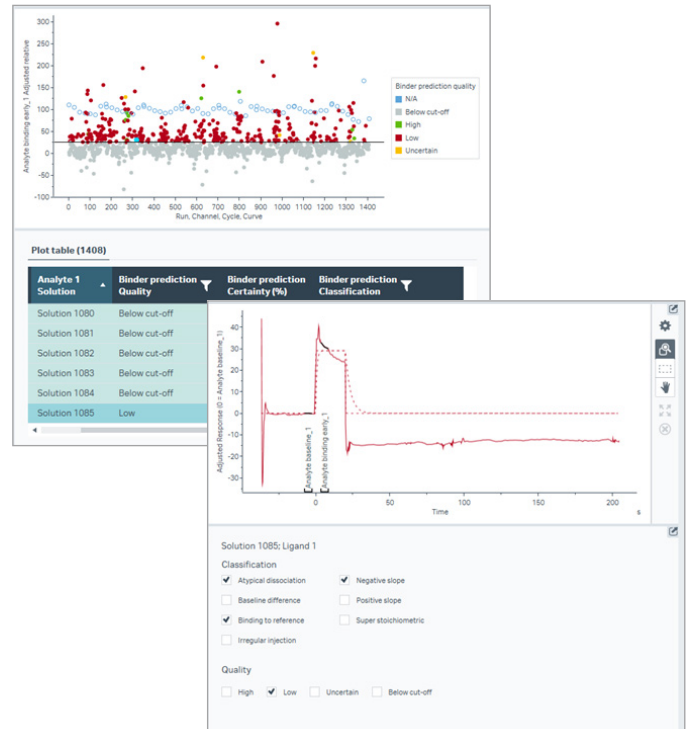 Analyte binding early_1 Adjusted relative
300
250
200
150
100
50
0
-50
-100
0 100 200 300 400 500 600 700 800 900 1000 1100 1200 1300 1400
Run, Channel, Cycle, Curve
Binder prediction quality
N/A
Below cut-off
High
Low
Uncertain
Plot table (1408)
Analyte 1 Solution
Binder prediction Quality
Binder prediction Certainty (%)
Binder prediction Classification
Solution 1080 Below cut-off
Solution 1081 Below cut-off
Solution 1082 Below cut-off
Solution 1083 Below cut-off
Solution 1084 Below cut-off
Solution 1085 Low
Adjusted Response (0 = Analyte baseline_1)
40
30
20
10
0
-10
-20
-30
Analyte baseline_1
Analyte binding early_1
0 50 100 150 200 s
Time
Solution 1085; Ligand 1
Classification
Atypical dissociation Negative slope
Baseline difference Positive slope
Binding to reference Super stoichiometric
Irregular injection
Quality
High Low Uncertain Below cut-off